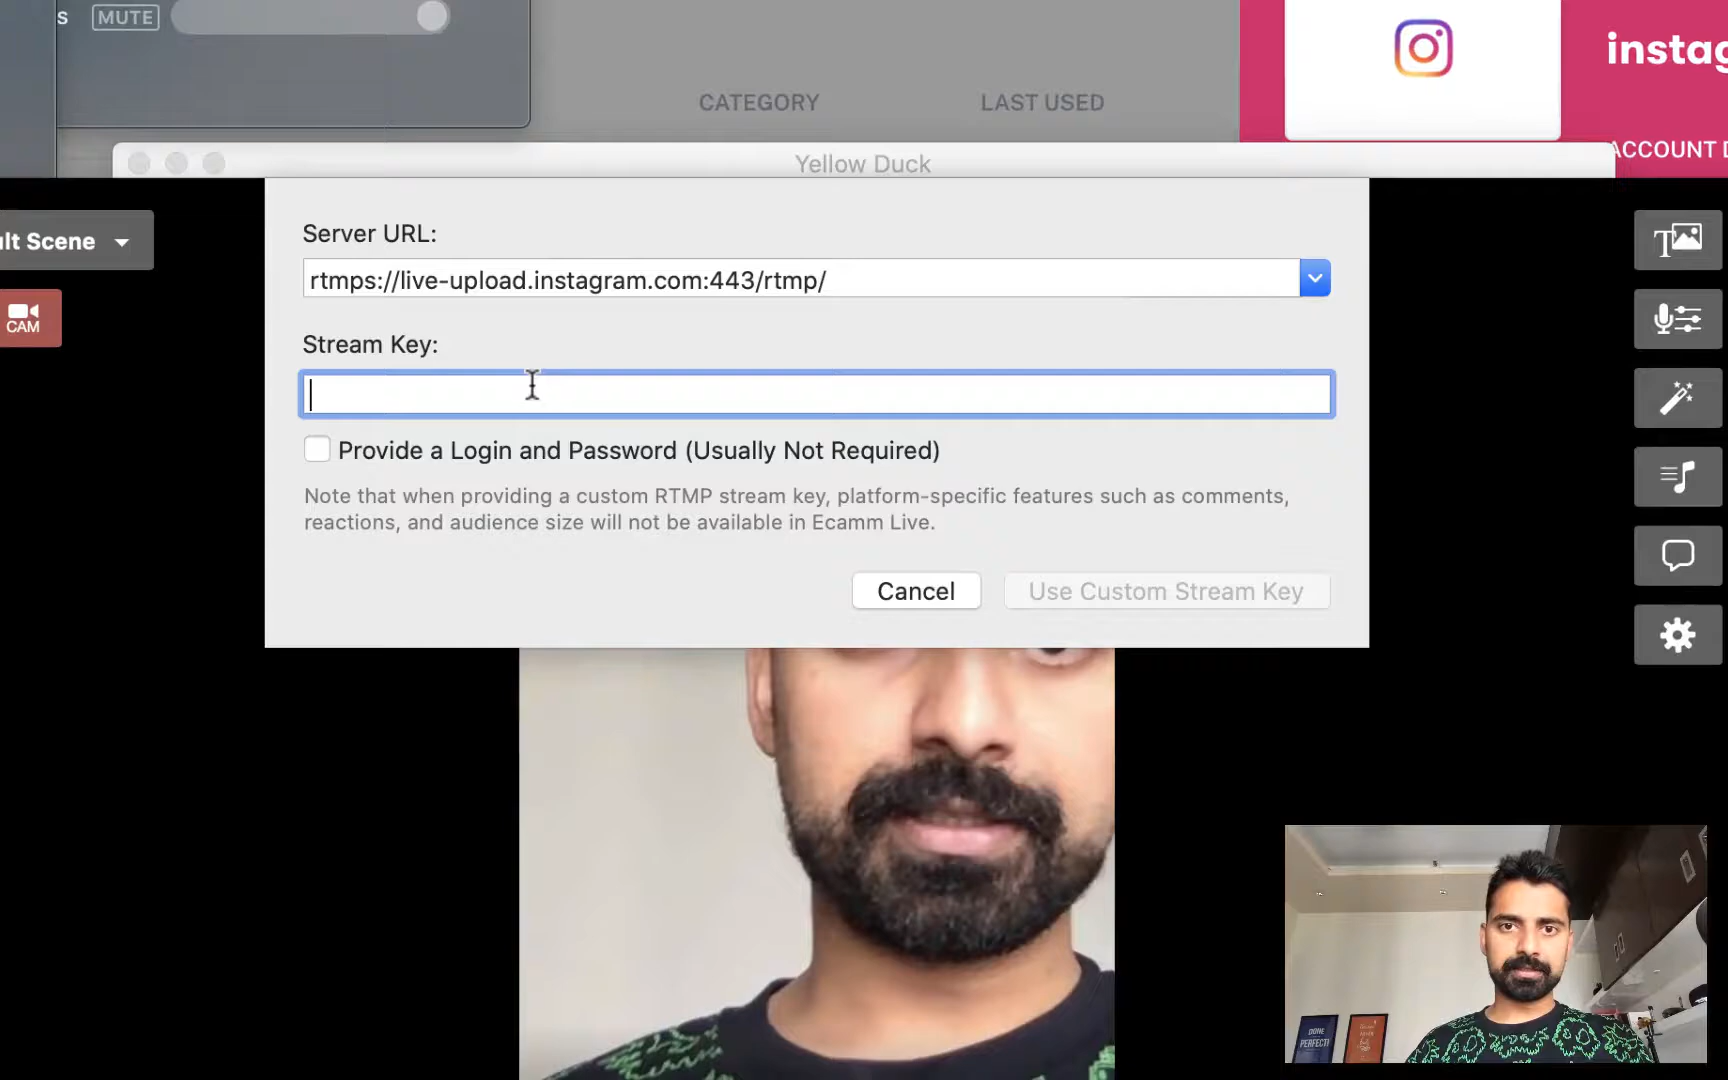 s MUTE
instag
CATEGORY LAST USED
ACCOUNT D
Yellow Duck
Server URL:
lt Scene
rtmps://live-upload.instagram.com:443/rtmp/
CAM
Stream Key:
Provide a Login and Password (Usually Not Required)
Note that when providing a custom RTMP stream key, platform-specific features such as comments,
reactions, and audience size will not be available in Ecamm Live.
Cancel Use Custom Stream Key
DONE
PERFECT